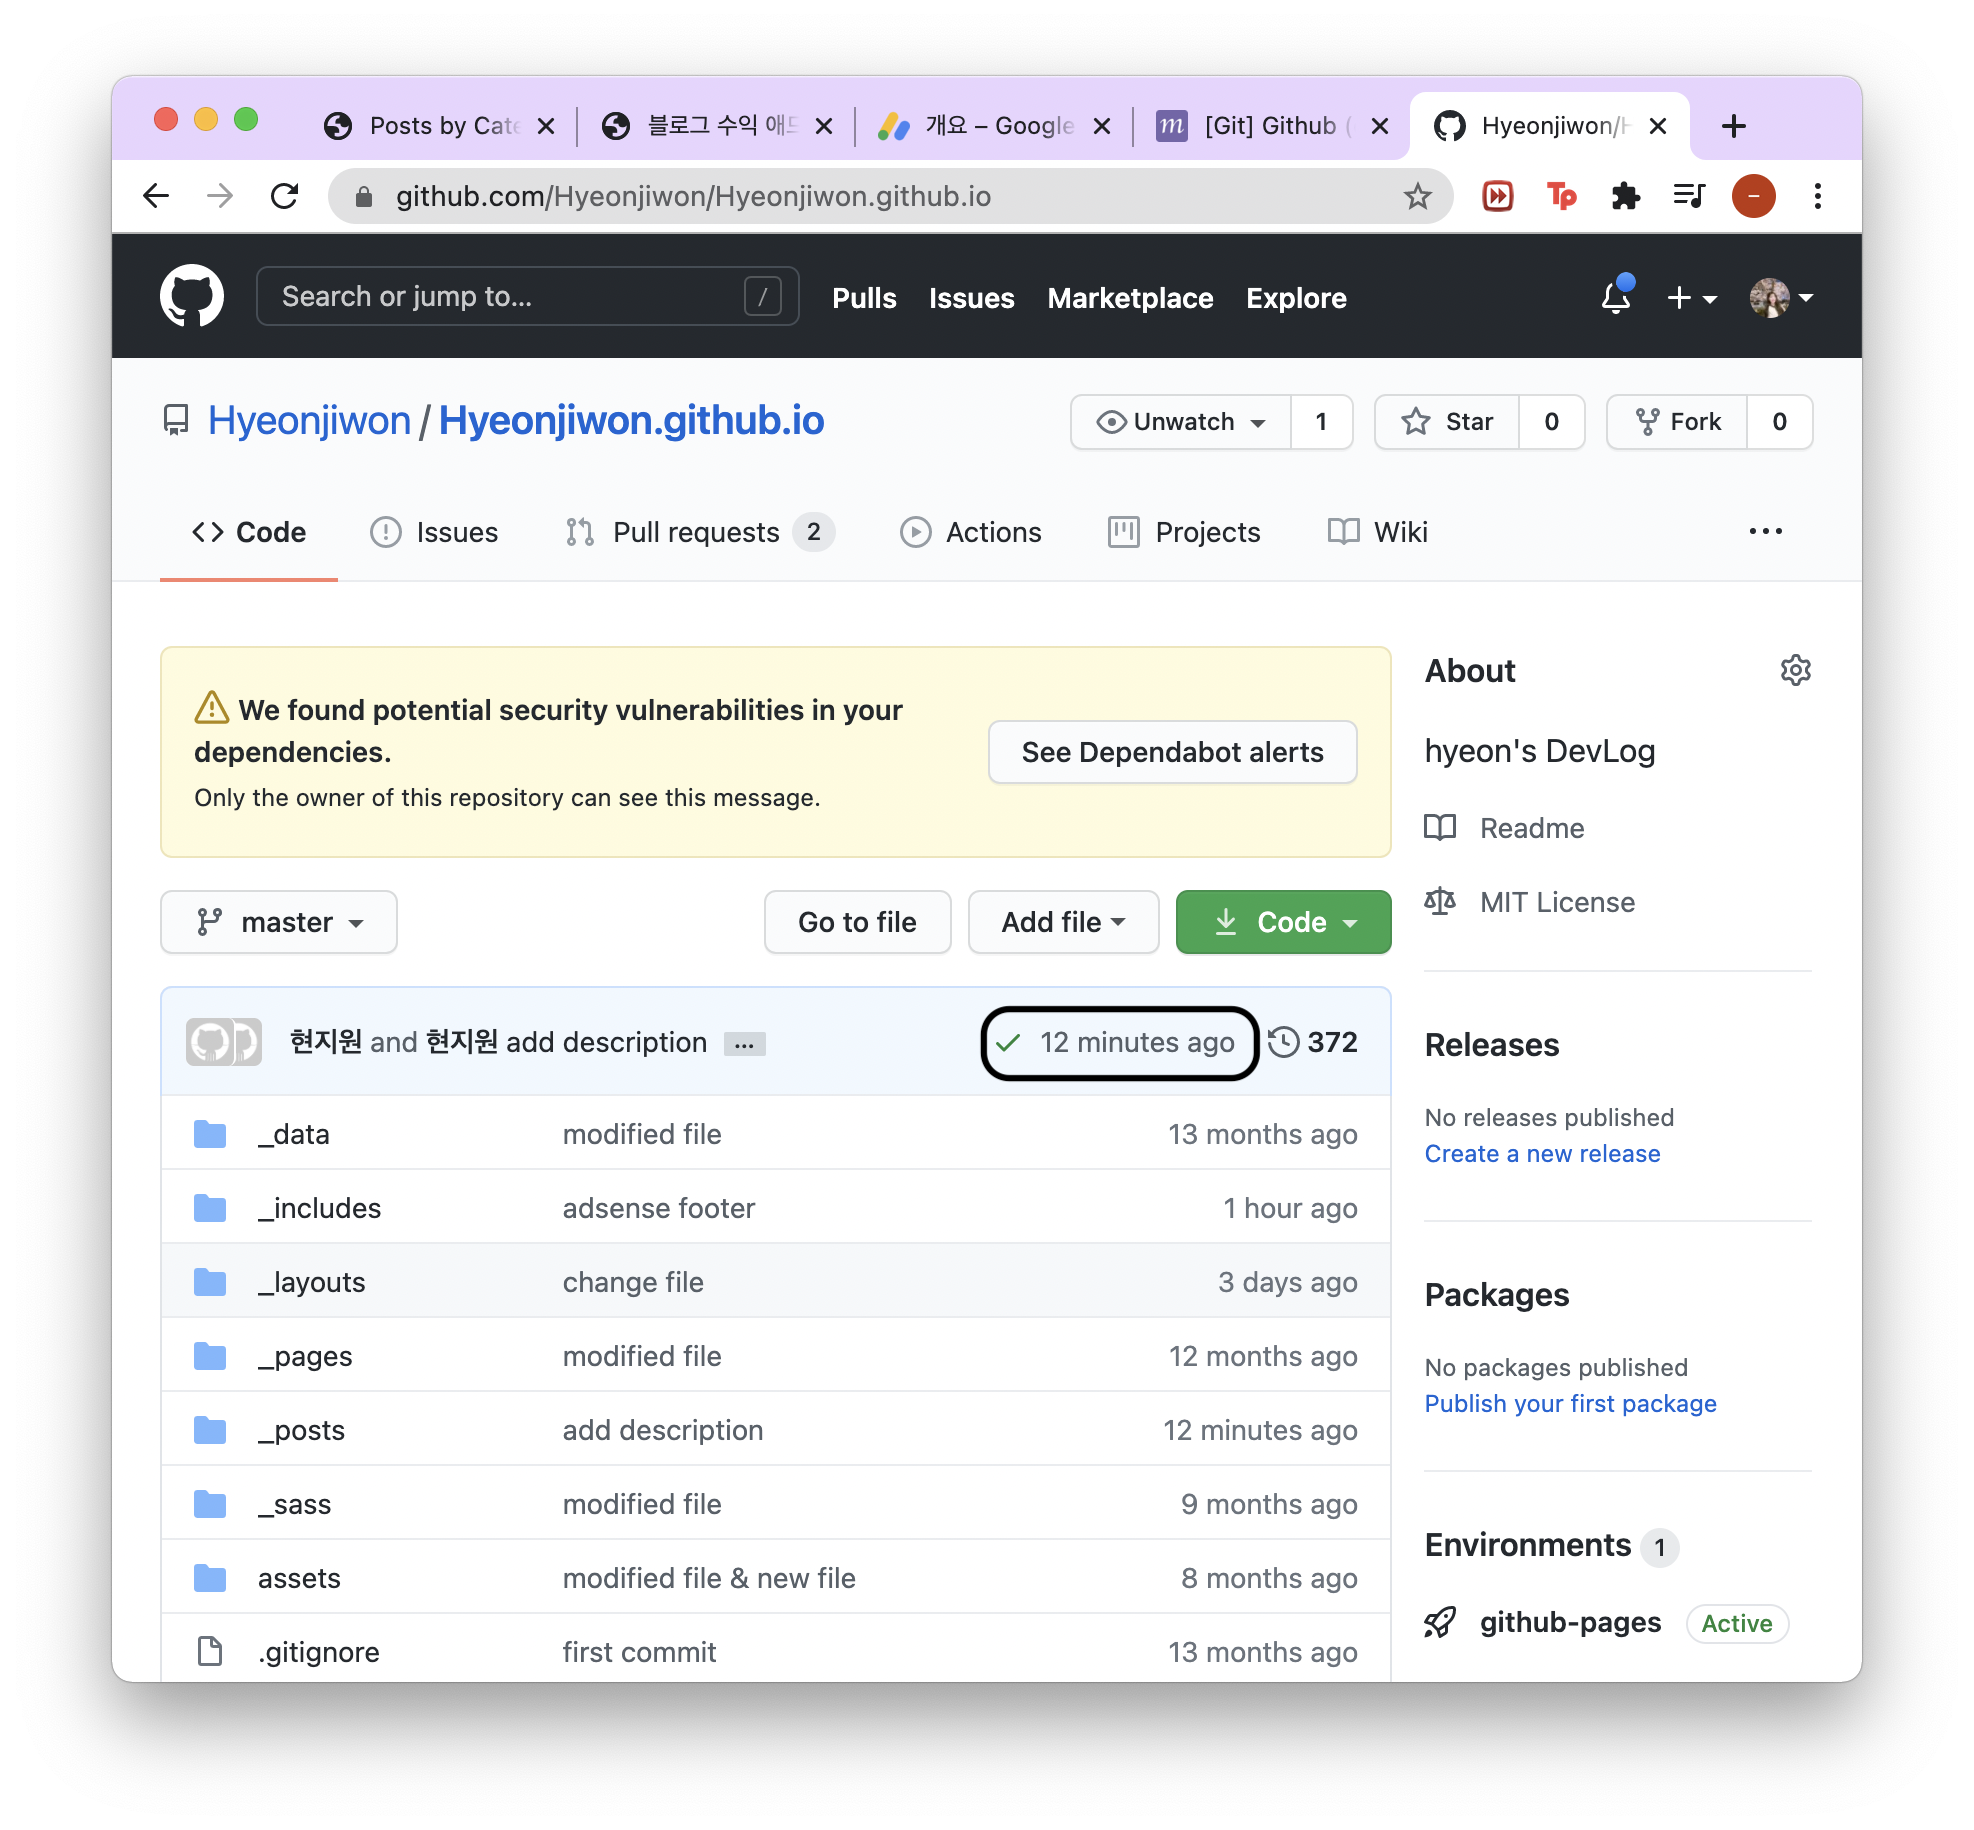 Posts by Cate
블로그 수익 애드
개요 – Google
m [Git] Github (
Hyeonjiwon/H
github.com/Hyeonjiwon/Hyeonjiwon.github.io
Tp
Search or jump to... /
Pulls Issues Marketplace Explore
Hyeonjiwon / Hyeonjiwon.github.io
Unwatch 1 Star 0 Fork 0
Code Issues Pull requests 2 Actions Projects Wiki ...
We found potential security vulnerabilities in your
dependencies.
Only the owner of this repository can see this message.
See Dependabot alerts
master Go to file Add file Code
현지원 and 현지원 add description ... 12 minutes ago 372
_data modified file 13 months ago
_includes adsense footer 1 hour ago
_layouts change file 3 days ago
_pages modified file 12 months ago
_posts add description 12 minutes ago
_sass modified file 9 months ago
assets modified file & new file 8 months ago
.gitignore first commit 13 months ago
About
hyeon's DevLog
Readme
MIT License
Releases
No releases published
Create a new release
Packages
No packages published
Publish your first package
Environments 1
github-pages Active